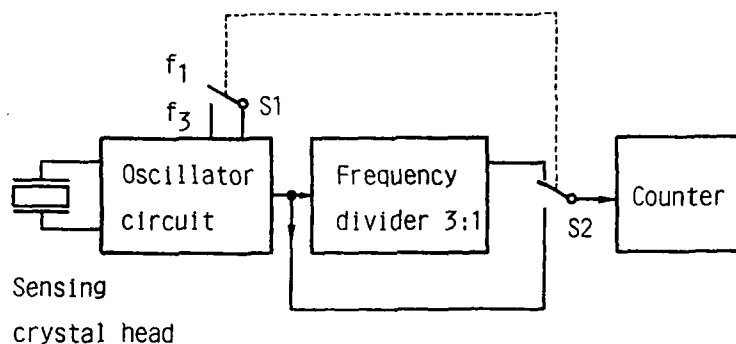 f1
f3
S1
Oscillator
circuit
Frequency
divider 3:1
S2
Counter
Sensing
crystal head